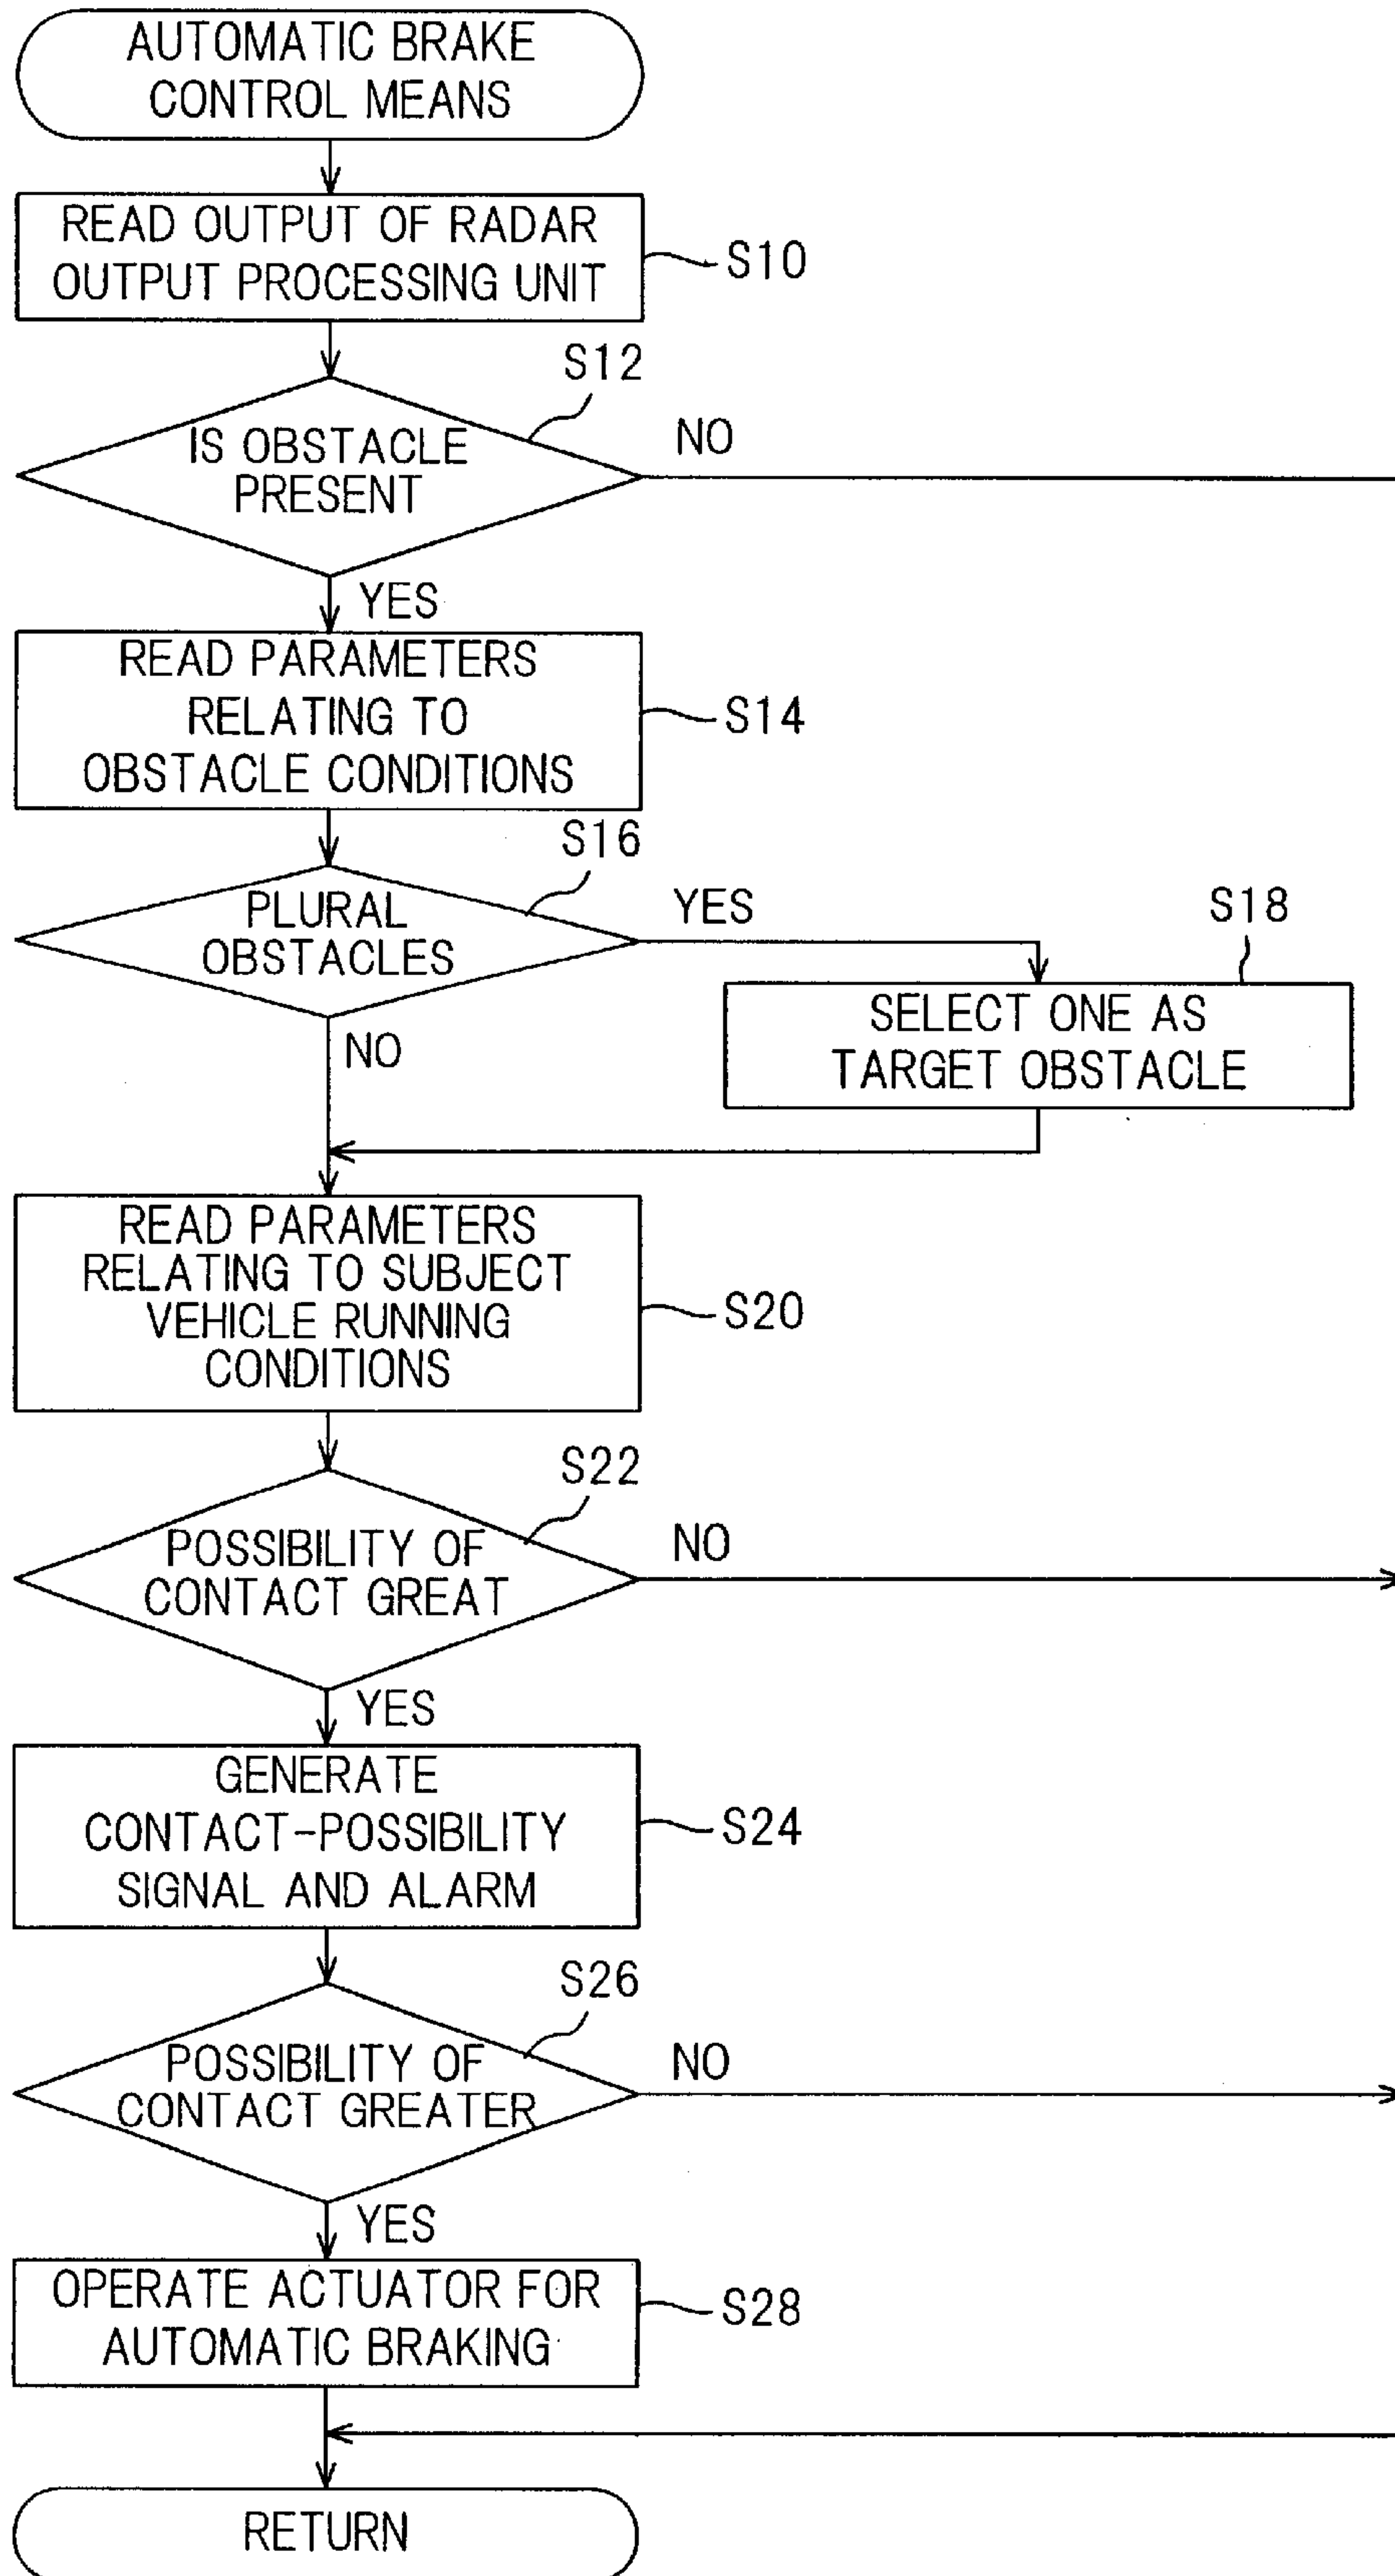 AUTOMATIC BRAKE
CONTROL MEANS
READ OUTPUT OF RADAR
OUTPUT PROCESSING UNIT
S10
S12
IS OBSTACLE
PRESENT
NO
YES
READ PARAMETERS
RELATING TO
OBSTACLE CONDITIONS
S14
S16
PLURAL
OBSTACLES
YES
S18
SELECT ONE AS
TARGET OBSTACLE
NO
READ PARAMETERS
RELATING TO SUBJECT
VEHICLE RUNNING
CONDITIONS
S20
S22
POSSIBILITY OF
CONTACT GREAT
NO
YES
GENERATE
CONTACT-POSSIBILITY
SIGNAL AND ALARM
S24
S26
POSSIBILITY OF
CONTACT GREATER
NO
YES
OPERATE ACTUATOR FOR
AUTOMATIC BRAKING
S28
RETURN